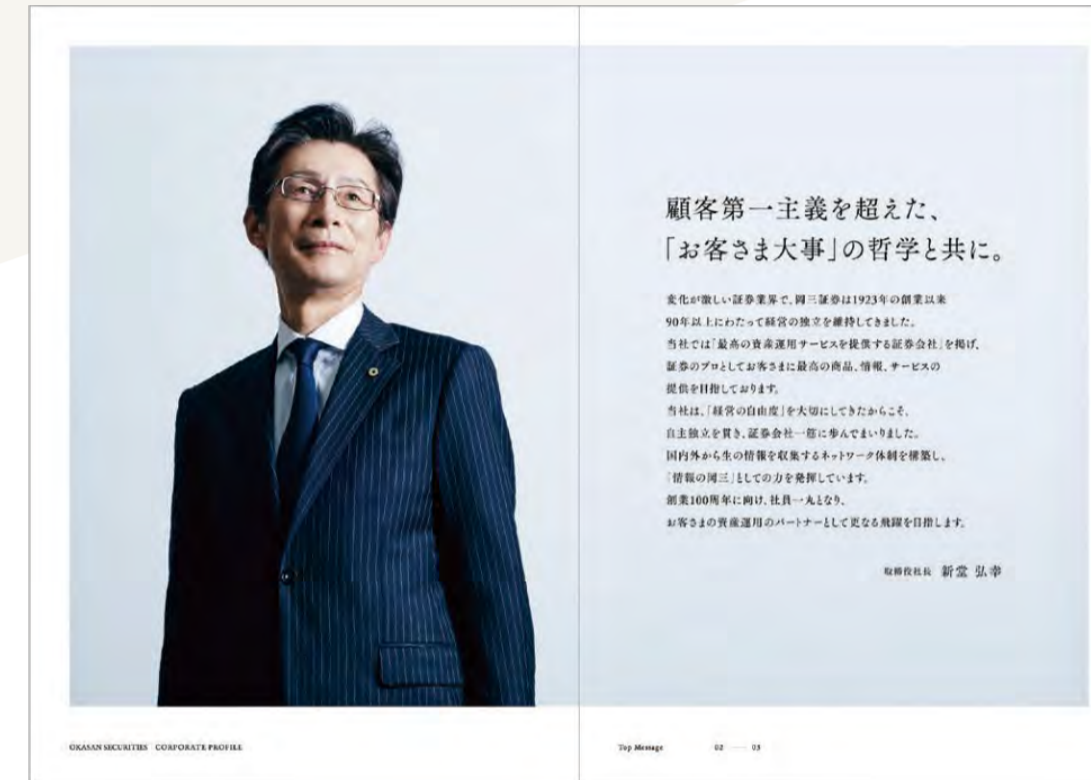 顧客第一主義を超えた、
「お客さま大事」の哲学と共に。
変化が激しい証券業界で、岡三証券は1923年の創業以来
90年以上にわたって経営の独立を維持してきました。
当社では「最高の資産運用サービスを提供する証券会社」を掲げ、
証券のプロとしてお客さまに最高の商品、情報、サービスの
提供を目指しております。
当社は、「経営の自由度」を大切にしてきたからこそ、
自主独立を貫き、証券会社一筋に歩んでまいりました。
国内外から生の情報を収集するネットワーク体制を構築し、
「情報の岡三」としての力を発揮しています。
創業100周年に向け、社員一丸となり、
お客さまの資産運用のパートナーとして更なる飛躍を目指します。
取締役社長 新堂 弘幸
OKASAN SECURITIES CORPORATE PROFILE
Top Message 02 — 03